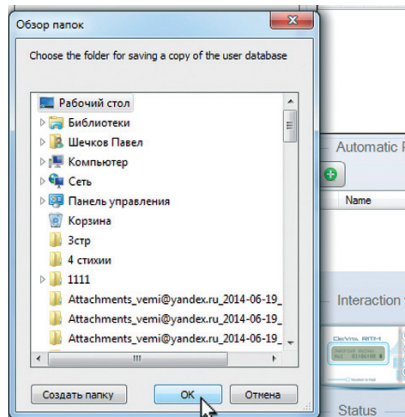 Обзор папок
Choose the folder for saving a copy of the user database
Рабочий стол
Библиотеки
Шечков Павел
Компьютер
Сеть
Панель управления
Корзина
3стр
4 стихии
1111
Attachments_vemi@yandex.ru_2014-06-19_
Attachments_vemi@yandex.ru_2014-06-19_
Attachments_vemi@yandex.ru_2014-06-19_
Создать папку
OK
Отмена
Automatic
Name
Interaction
Status